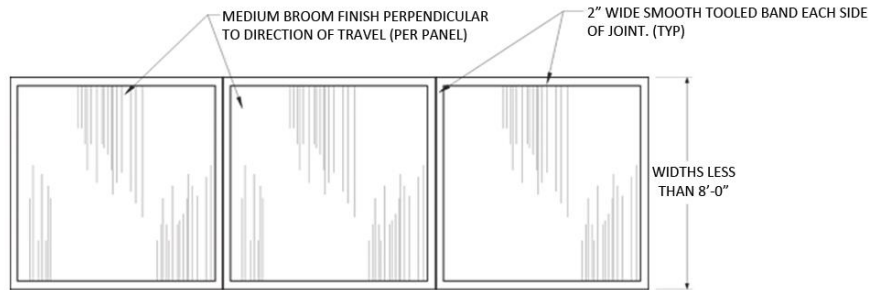 MEDIUM BROOM FINISH PERPENDICULAR
TO DIRECTION OF TRAVEL (PER PANEL)
2” WIDE SMOOTH TOOLED BAND EACH SIDE
OF JOINT. (TYP)
WIDTHS LESS
THAN 8’-0”